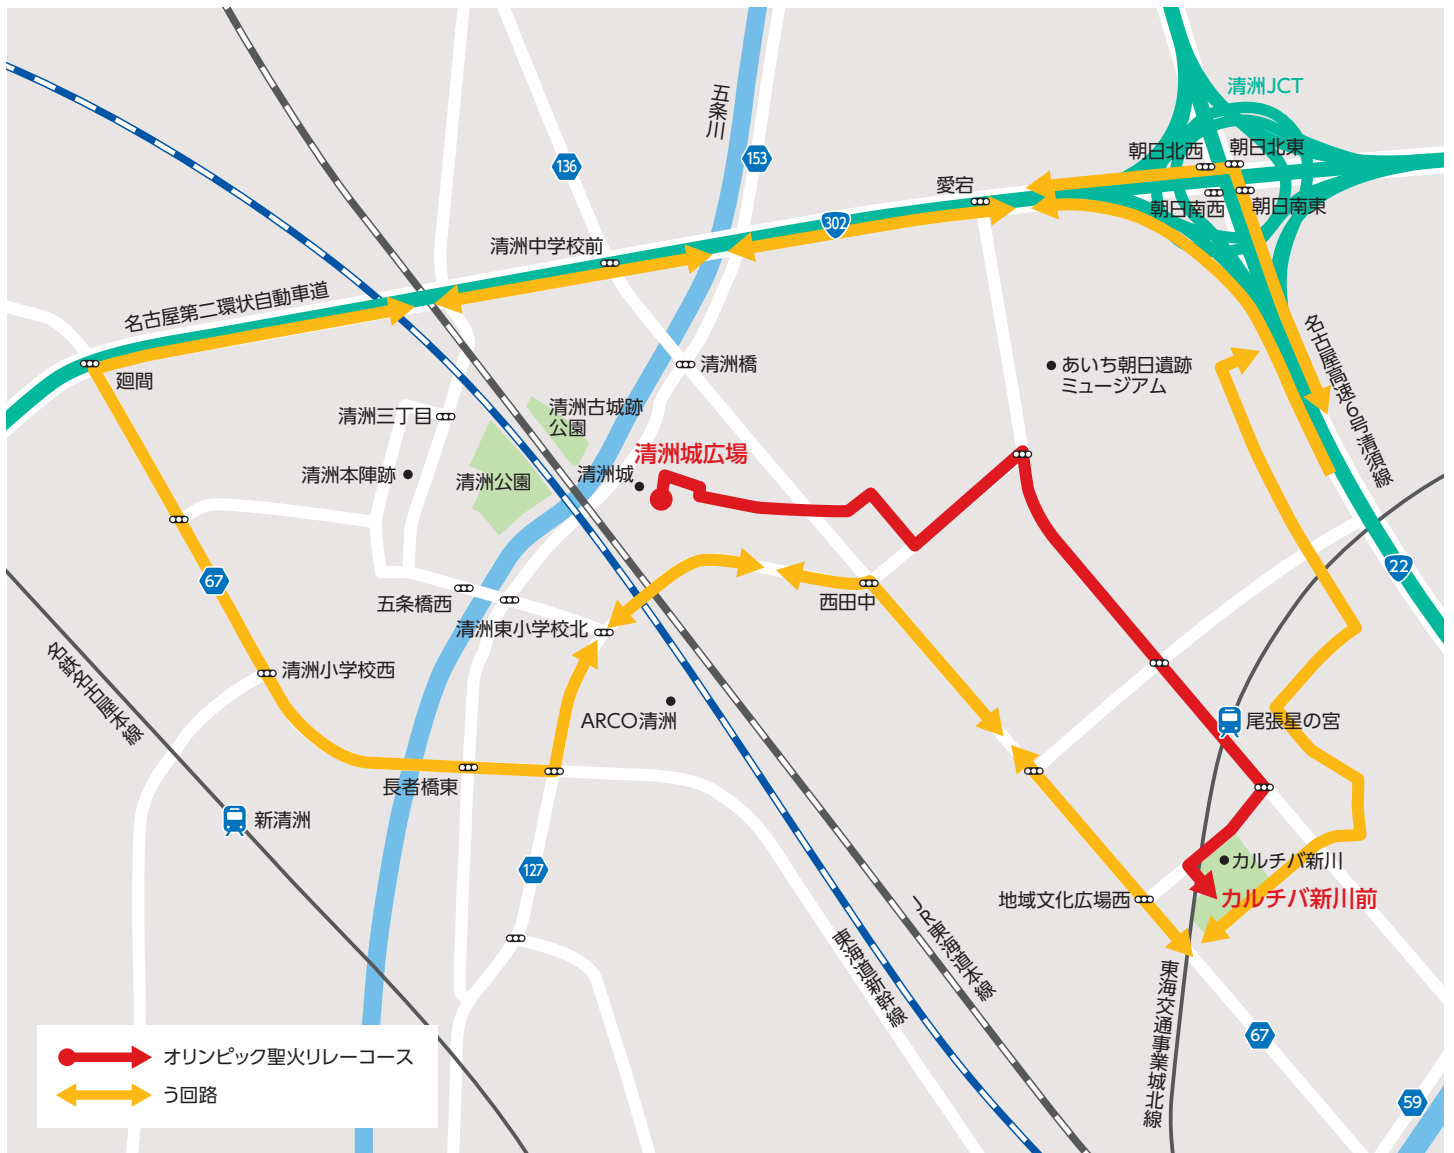 清洲JCT
五条川
136
153
朝日北西
朝日北東
愛宕
朝日南西
朝日南東
302
清洲中学校前
名古屋第二環状自動車道
廻間
清洲橋
あいち朝日遺跡
ミュージアム
名古屋高速6号清須線
清洲三丁目
清洲古城跡
公園
清洲城広場
清洲本陣跡
清洲公園
清洲城
67
22
五条橋西
西田中
清洲東小学校北
名鉄名古屋本線
清洲小学校西
ARCO清洲
尾張星の宮
長者橋東
新清洲
127
カルチバ新川
地域文化広場西
カルチバ新川前
東海道新幹線
JR東海道本線
東海交通事業城北線
67
59
オリンピック聖火リレーコース
う回路